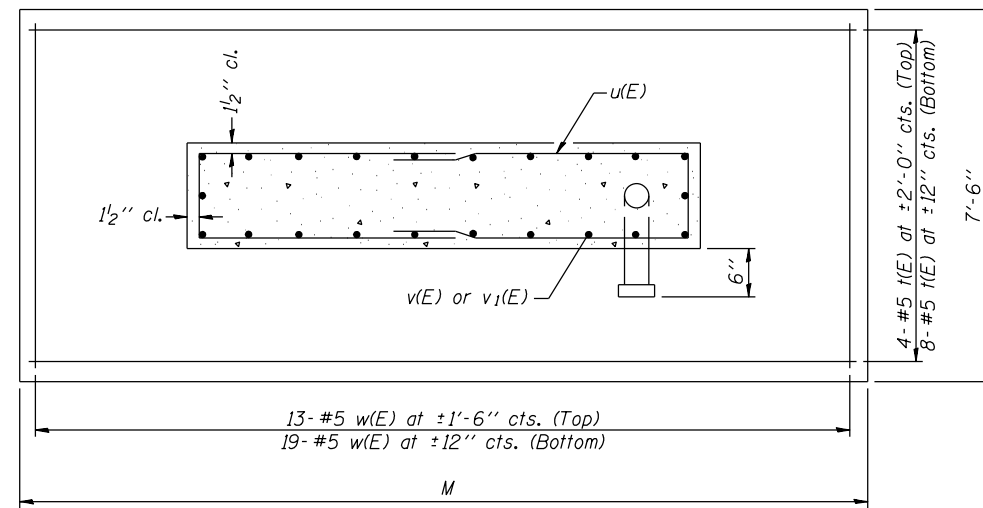 1½'' cl.
u(E)
1½'' cl.
v(E) or v1(E)
6''
4- #5 t(E) at ±2'-0'' cts. (Top)
8- #5 t(E) at ±12'' cts. (Bottom)
7'-6''
13- #5 w(E) at ±1'-6'' cts. (Top)
19- #5 w(E) at ±12'' cts. (Bottom)
M